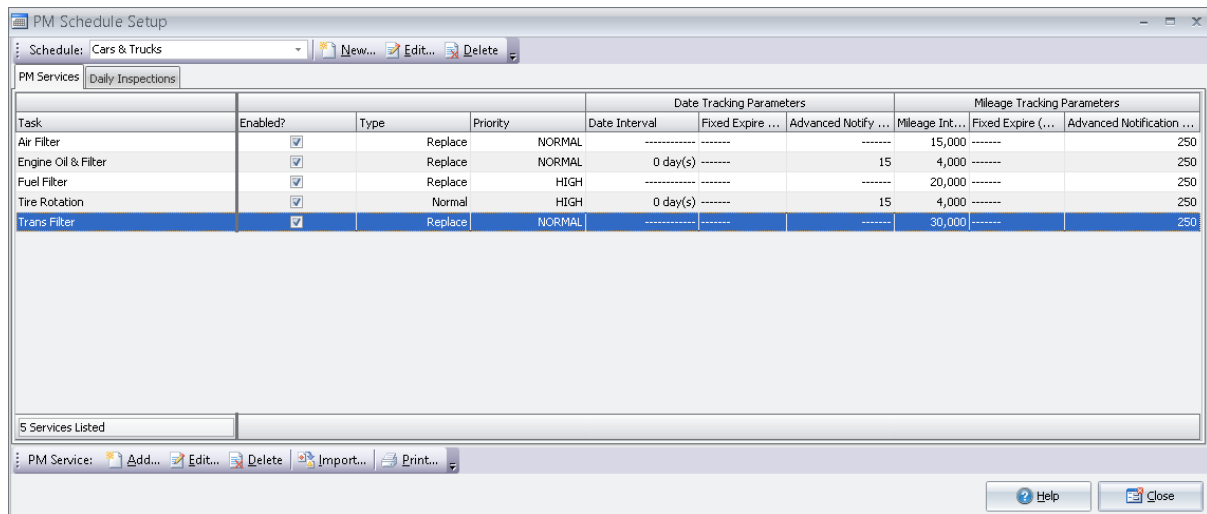 PM Schedule Setup
Schedule: Cars & Trucks New... Edit... Delete
PM Services Daily Inspections
Date Tracking Parameters Mileage Tracking Parameters
Task Enabled? Type Priority Date Interval Fixed Expire ... Advanced Notify ... Mileage Int... Fixed Expire (... Advanced Notification ...
Air Filter Replace NORMAL ------------ ------- ------- 15,000 ------- 250
Engine Oil & Filter Replace NORMAL 0 day(s) ------- 15 4,000 ------- 250
Fuel Filter Replace HIGH ------------ ------- ------- 20,000 ------- 250
Tire Rotation Normal HIGH 0 day(s) ------- 15 4,000 ------- 250
Trans Filter Replace NORMAL ------------ ------- ------- 30,000 ------- 250
5 Services Listed
PM Service: Add... Edit... Delete Import... Print...
Help Close